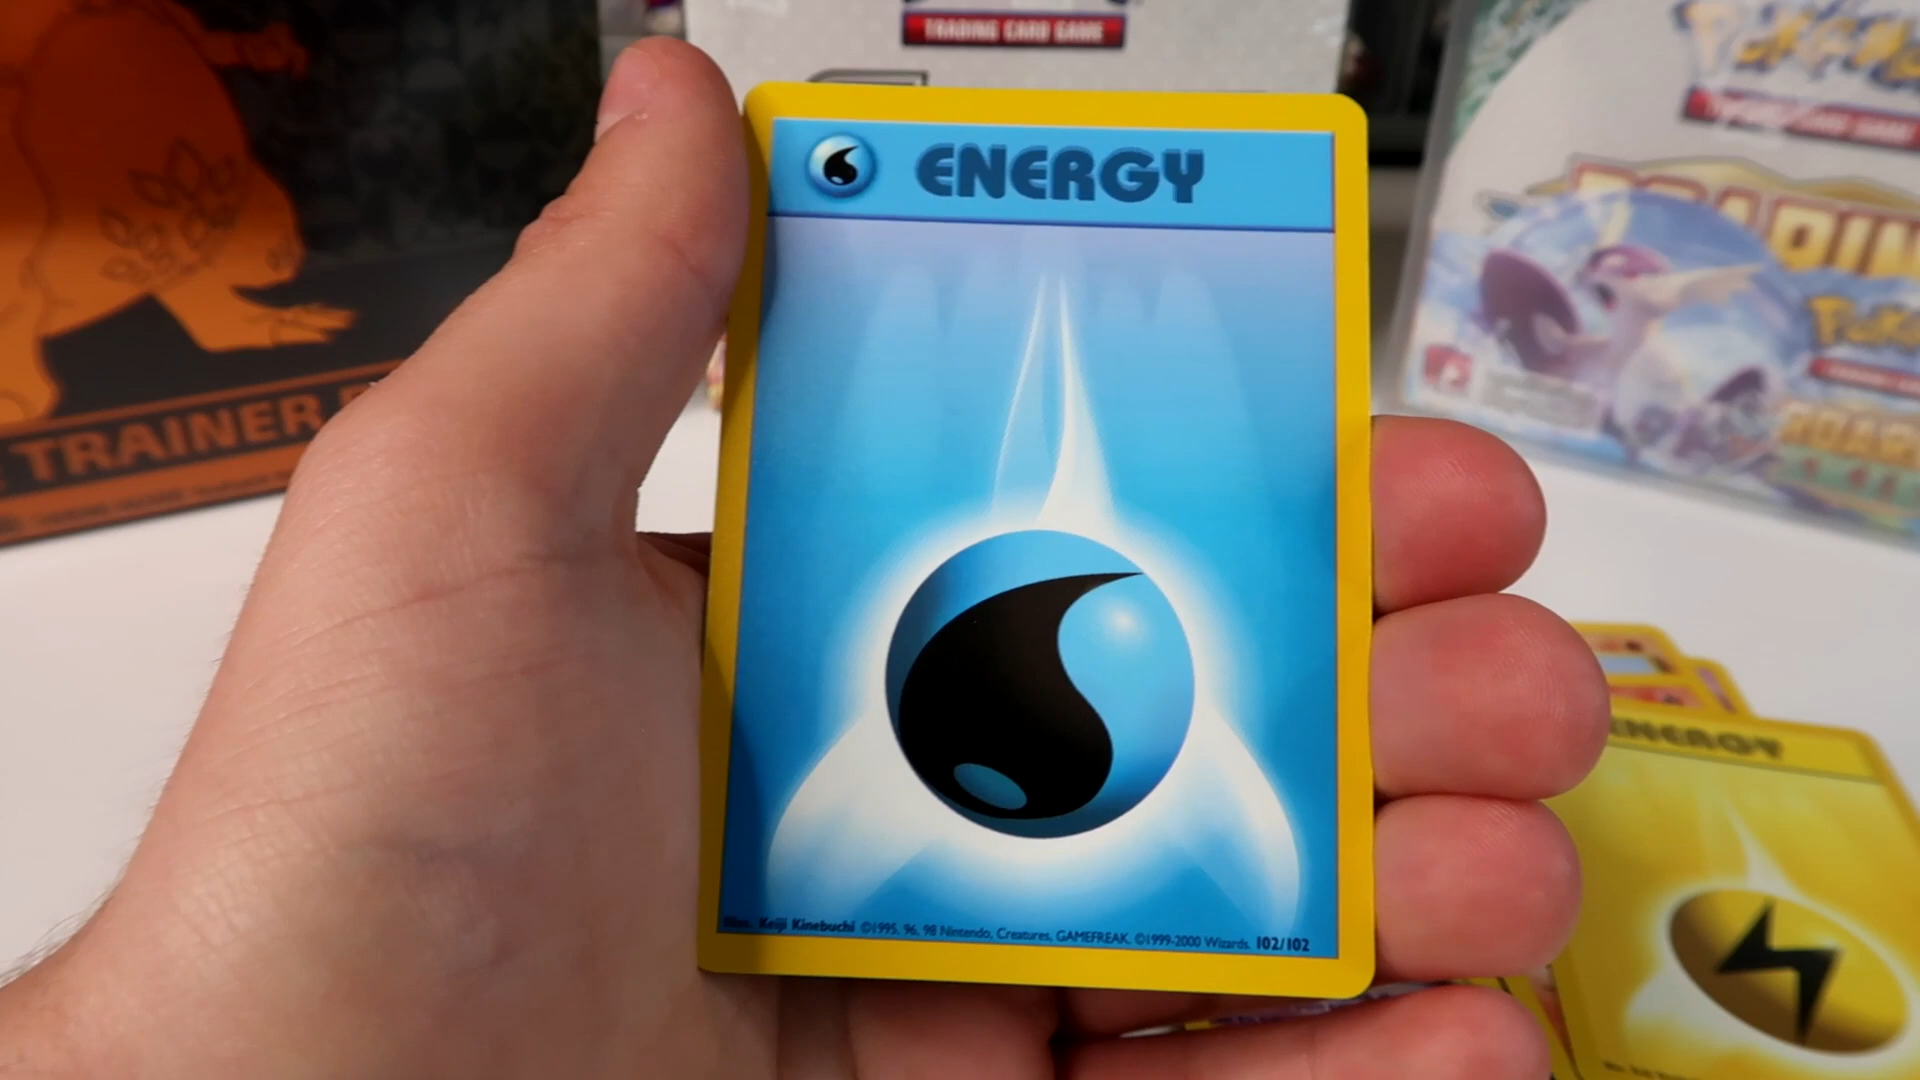 TRADING CARD GAME
ENERGY
TRAINER
ENERGY
Illus. Keiji Kinebuchi ©1995, 96, 98 Nintendo, Creatures, GAMEFREAK. ©1999-2000 Wizards. 102/102